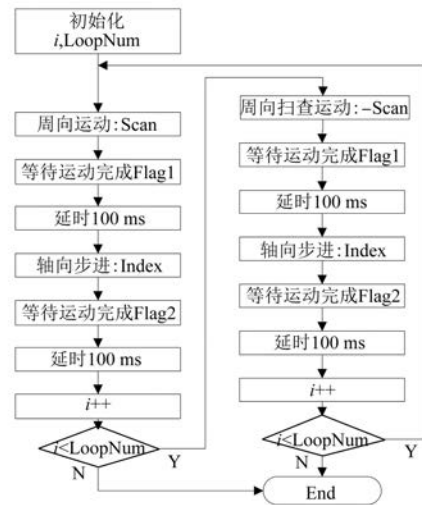 初始化
i,LoopNum
周向运动:Scan
等待运动完成Flag1
延时100 ms
轴向步进:Index
等待运动完成Flag2
延时100 ms
i++
i<LoopNum
N
Y
周向扫查运动:-Scan
等待运动完成Flag1
延时100 ms
轴向步进:Index
等待运动完成Flag2
延时100 ms
i++
i<LoopNum
N
Y
End